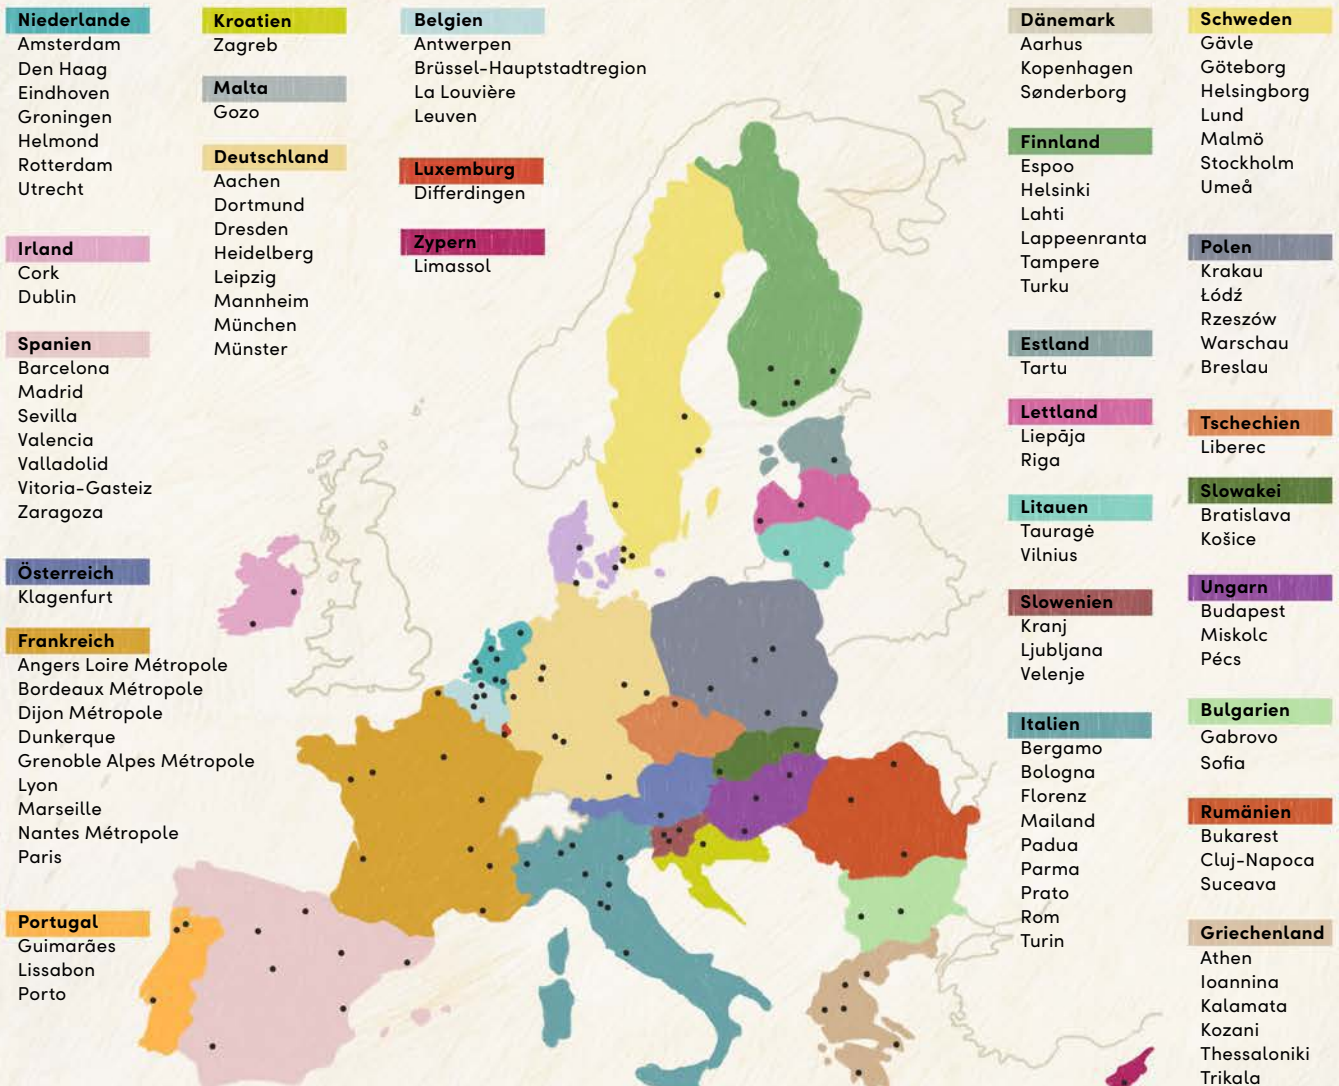 Niederlande
Amsterdam
Den Haag
Eindhoven
Groningen
Helmond
Rotterdam
Utrecht
Irland
Cork
Dublin
Spanien
Barcelona
Madrid
Sevilla
Valencia
Valladolid
Vitoria-Gasteiz
Zaragoza
Österreich
Klagenfurt
Frankreich
Angers Loire Métropole
Bordeaux Métropole
Dijon Métropole
Dunkerque
Grenoble Alpes Métropole
Lyon
Marseille
Nantes Métropole
Paris
Portugal
Guimarães
Lissabon
Porto
Kroatien
Zagreb
Malta
Gozo
Deutschland
Aachen
Dortmund
Dresden
Heidelberg
Leipzig
Mannheim
München
Münster
Belgien
Antwerpen
Brüssel-Hauptstadtregion
La Louvière
Leuven
Luxemburg
Differdingen
Zypern
Limassol
Dänemark
Aarhus
Kopenhagen
Sønderborg
Finnland
Espoo
Helsinki
Lahti
Lappeenranta
Tampere
Turku
Estland
Tartu
Lettland
Liepāja
Riga
Litauen
Tauragė
Vilnius
Slowenien
Kranj
Ljubljana
Velenje
Italien
Bergamo
Bologna
Florenz
Mailand
Padua
Parma
Prato
Rom
Turin
Schweden
Gävle
Göteborg
Helsingborg
Lund
Malmö
Stockholm
Umeå
Polen
Krakau
Łódź
Rzeszów
Warschau
Breslau
Tschechien
Liberec
Slowakei
Bratislava
Košice
Ungarn
Budapest
Miskolc
Pécs
Bulgarien
Gabrovo
Sofia
Rumänien
Bukarest
Cluj-Napoca
Suceava
Griechenland
Athen
Ioannina
Kalamata
Kozani
Thessaloniki
Trikala